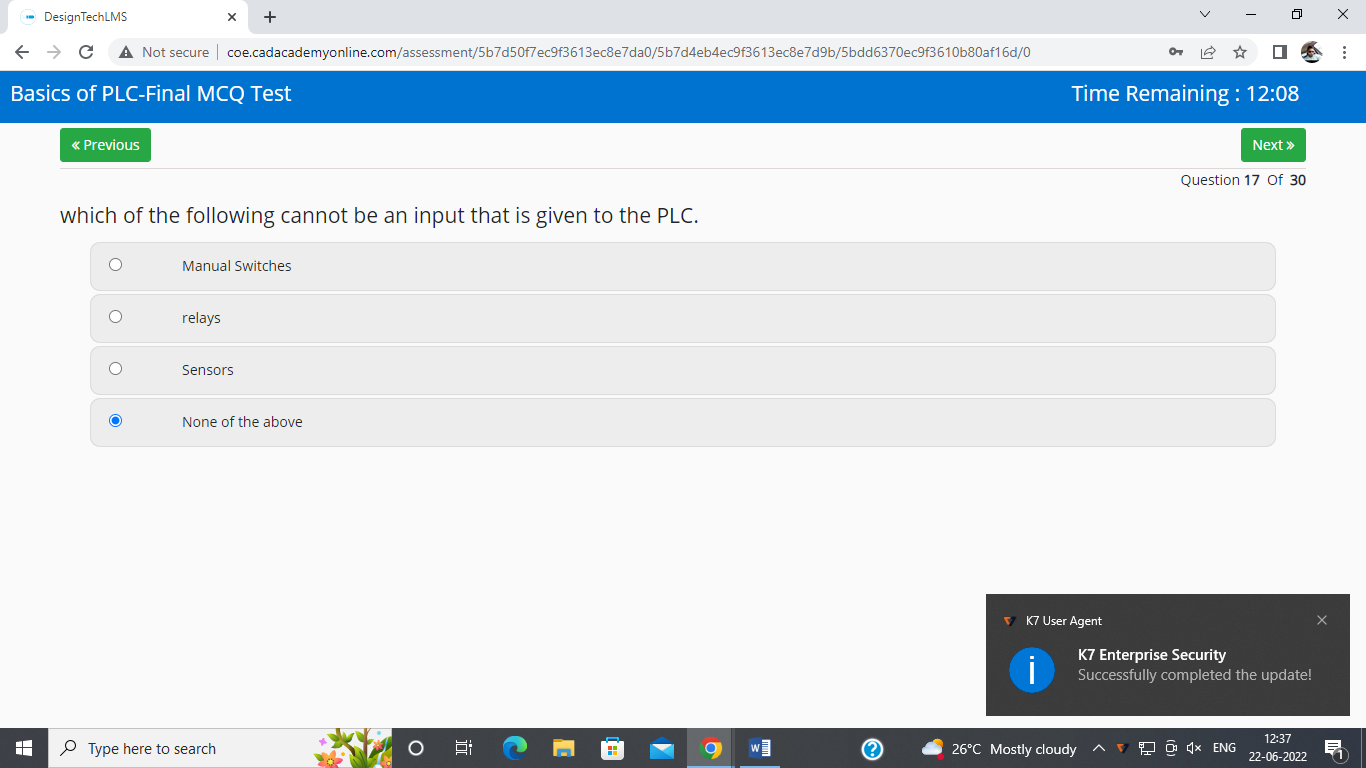 DesignTechLMS
Not secure
coe.cadacademyonline.com/assessment/5b7d50f7ec9f3613ec8e7da0/5b7d4eb4ec9f3613ec8e7d9b/5bdd6370ec9f3610b80af16d/0
Basics of PLC-Final MCQ Test
Time Remaining : 12:08
« Previous
Next »
Question 17 Of 30
which of the following cannot be an input that is given to the PLC.
Manual Switches
relays
Sensors
None of the above
K7 User Agent
K7 Enterprise Security
Successfully completed the update!
Type here to search
26°C Mostly cloudy
ENG
12:37
22-06-2022
1